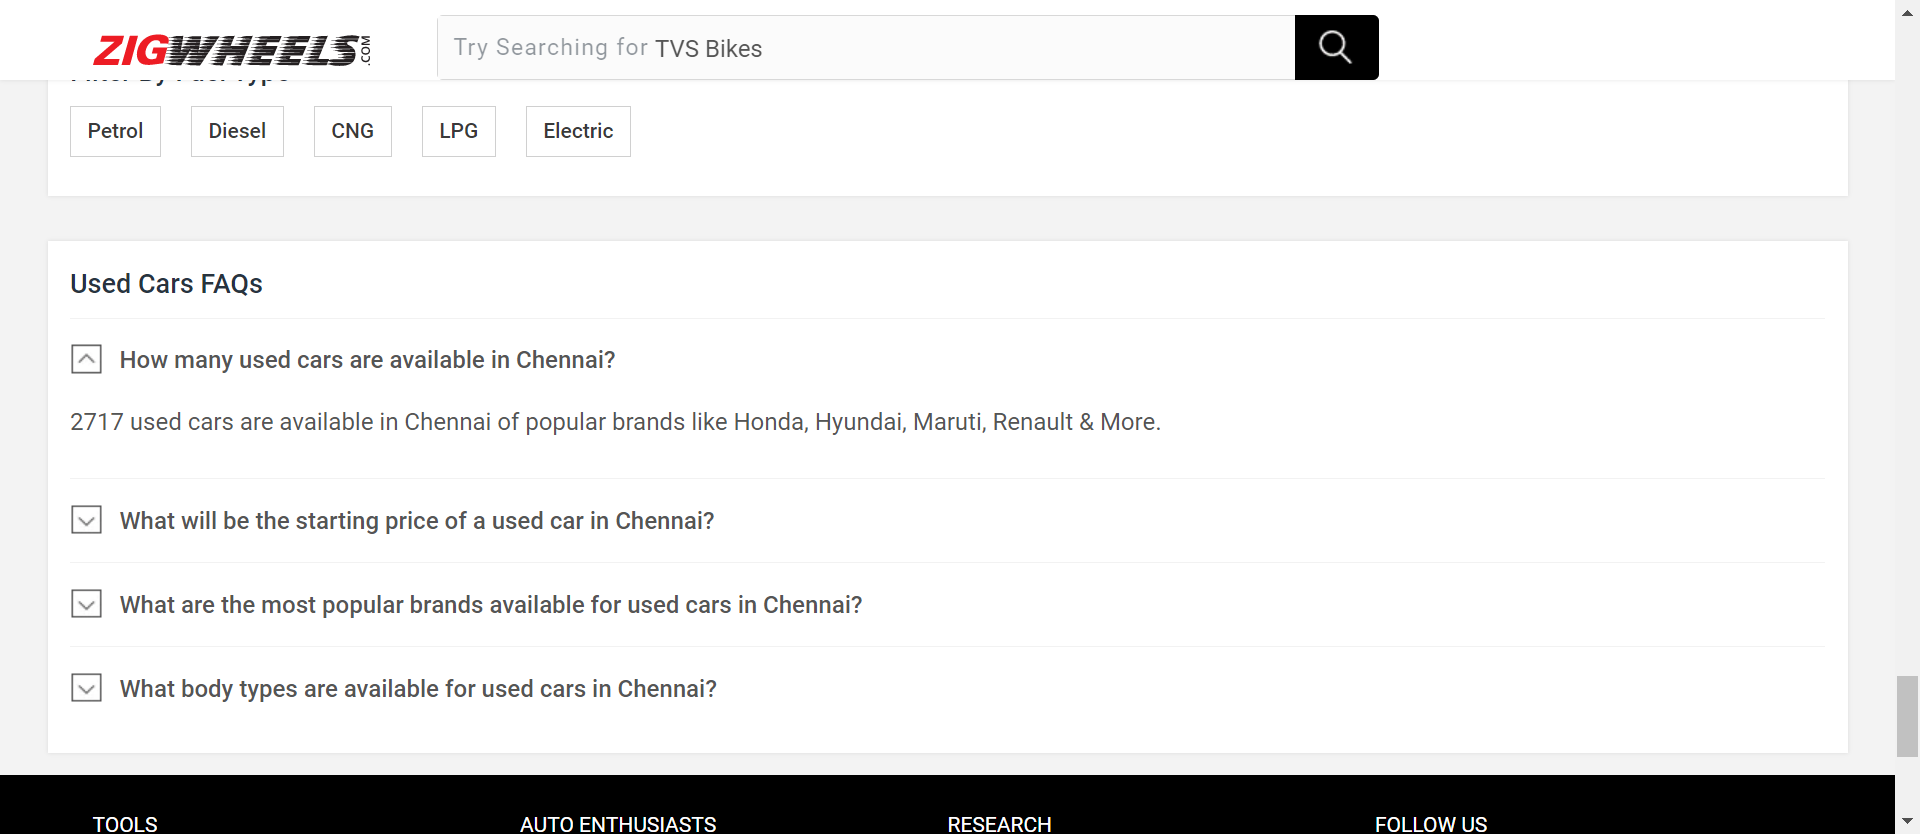 ZIGWHEELS.COM
Try Searching for TVS Bikes
Filter By Fuel Type
Petrol
Diesel
CNG
LPG
Electric
Used Cars FAQs
How many used cars are available in Chennai?
2717 used cars are available in Chennai of popular brands like Honda, Hyundai, Maruti, Renault & More.
What will be the starting price of a used car in Chennai?
What are the most popular brands available for used cars in Chennai?
What body types are available for used cars in Chennai?
TOOLS
AUTO ENTHUSIASTS
RESEARCH
FOLLOW US